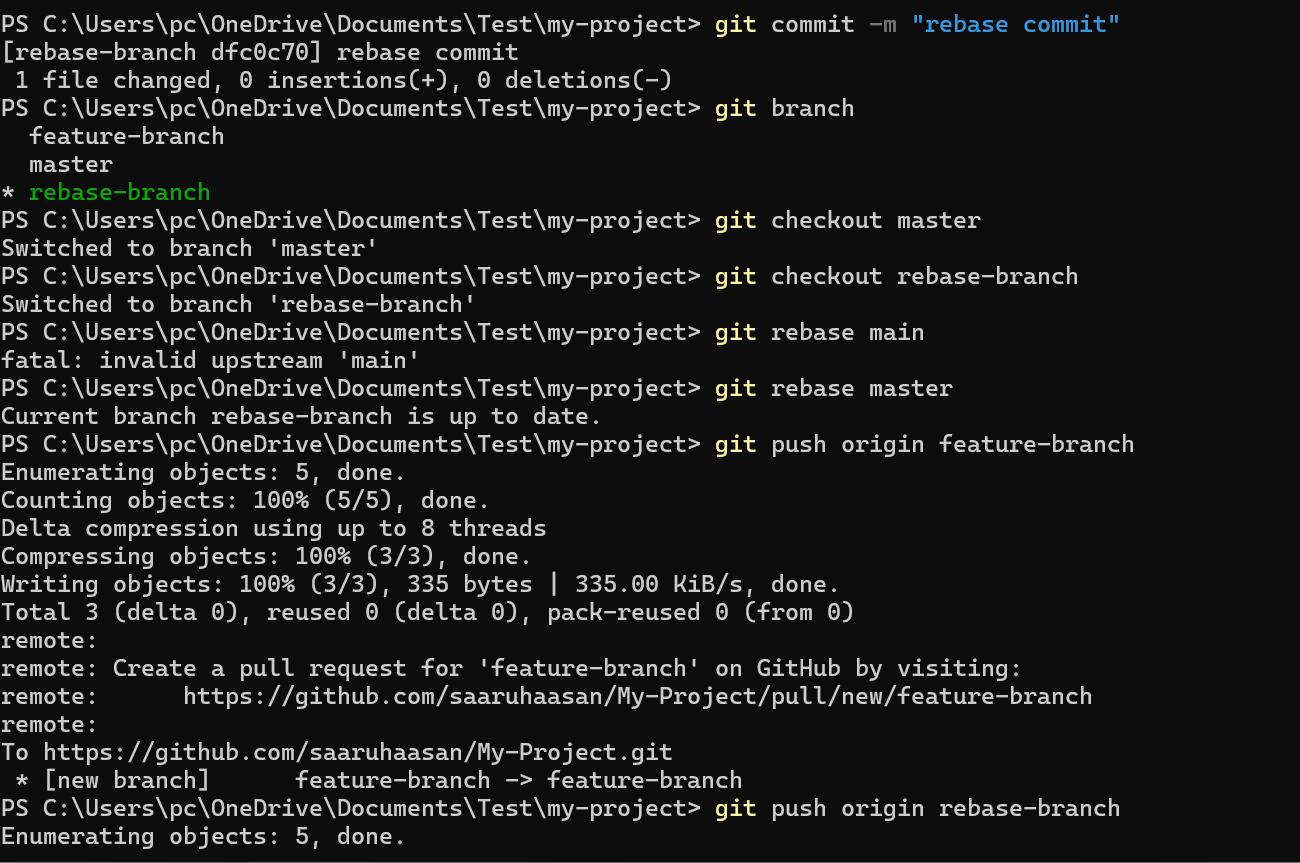 PS C:\Users\pc\OneDrive\Documents\Test\my-project> git commit -m "rebase commit"
[rebase-branch dfc0c70] rebase commit
 1 file changed, 0 insertions(+), 0 deletions(-)
PS C:\Users\pc\OneDrive\Documents\Test\my-project> git branch
  feature-branch
  master
* rebase-branch
PS C:\Users\pc\OneDrive\Documents\Test\my-project> git checkout master
Switched to branch 'master'
PS C:\Users\pc\OneDrive\Documents\Test\my-project> git checkout rebase-branch
Switched to branch 'rebase-branch'
PS C:\Users\pc\OneDrive\Documents\Test\my-project> git rebase main
fatal: invalid upstream 'main'
PS C:\Users\pc\OneDrive\Documents\Test\my-project> git rebase master
Current branch rebase-branch is up to date.
PS C:\Users\pc\OneDrive\Documents\Test\my-project> git push origin feature-branch
Enumerating objects: 5, done.
Counting objects: 100% (5/5), done.
Delta compression using up to 8 threads
Compressing objects: 100% (3/3), done.
Writing objects: 100% (3/3), 335 bytes | 335.00 KiB/s, done.
Total 3 (delta 0), reused 0 (delta 0), pack-reused 0 (from 0)
remote:
remote: Create a pull request for 'feature-branch' on GitHub by visiting:
remote:      https://github.com/saaruhaasan/My-Project/pull/new/feature-branch
remote:
To https://github.com/saaruhaasan/My-Project.git
 * [new branch]      feature-branch -> feature-branch
PS C:\Users\pc\OneDrive\Documents\Test\my-project> git push origin rebase-branch
Enumerating objects: 5, done.